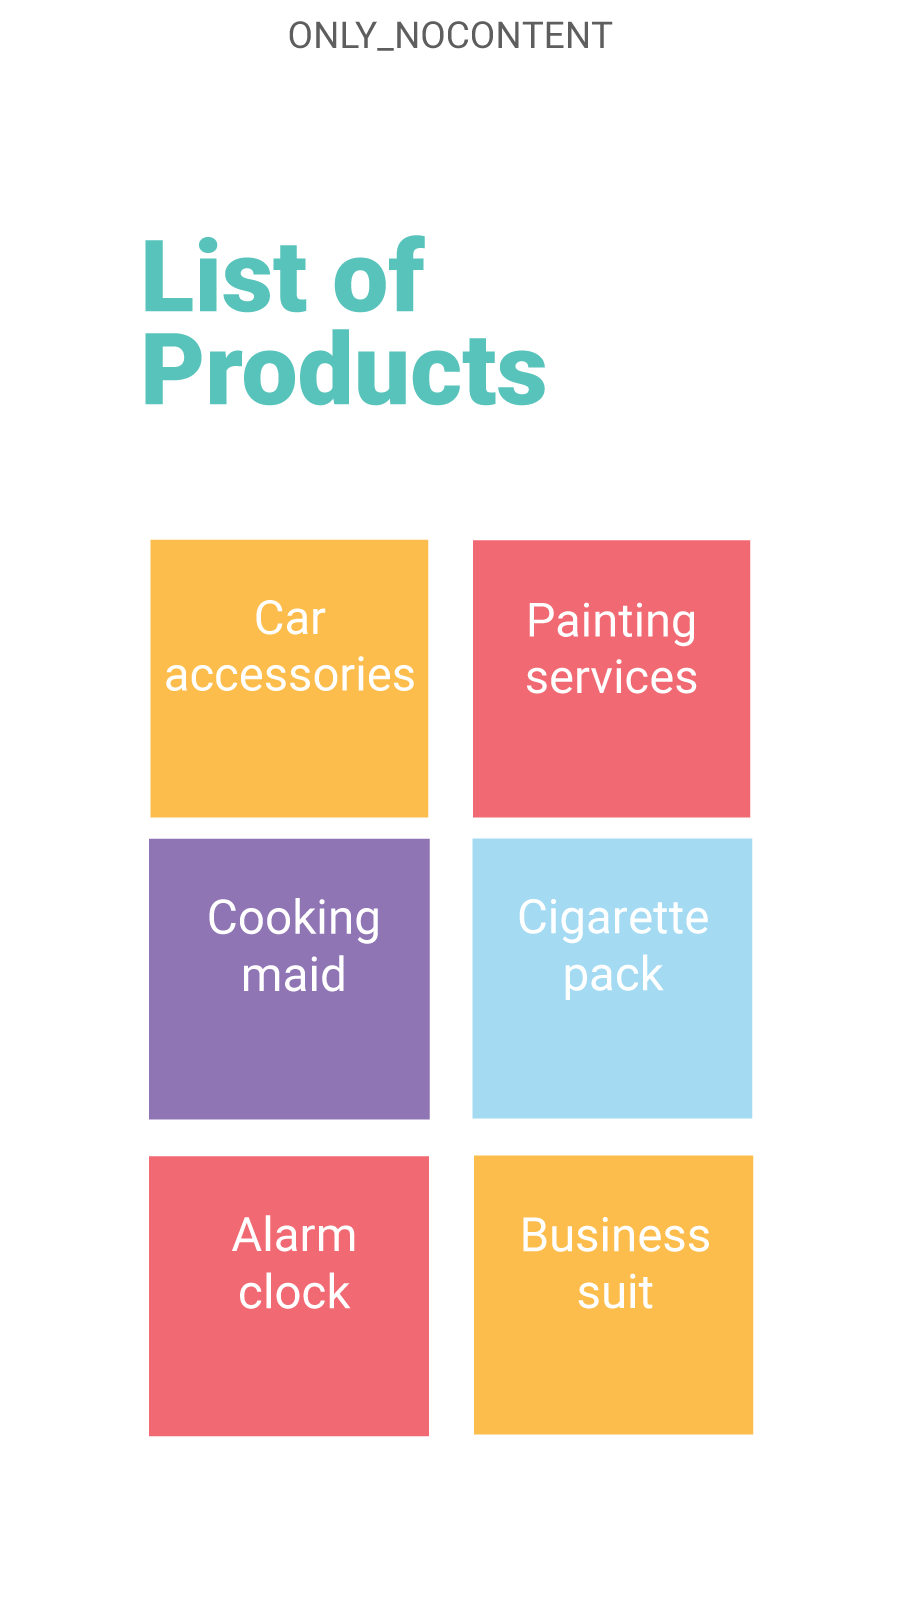 ONLY_NOCONTENT
List of
Products
Car
accessories
Painting
services
Cooking
maid
Cigarette
pack
Alarm
clock
Business
suit